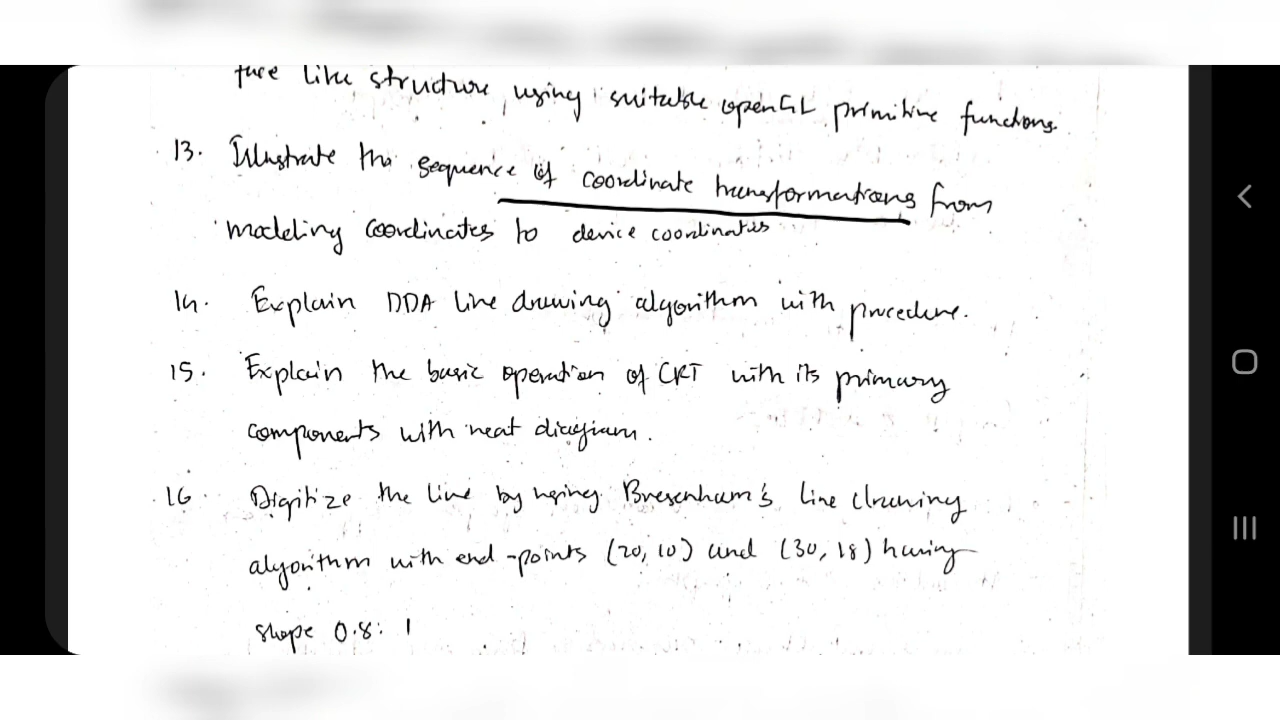 face like structure using suitable openGL primitive functions.
13. Illustrate the sequence of coordinate transformations from
modeling coordinates to device coordinates
14. Explain DDA line drawing algorithm with procedure.
15. Explain the basic operation of CRT with its primary
components with neat diagram.
16. Digitize the line by using Bresenham's line drawing
algorithm with end-points (20, 10) and (30, 18) having
slope 0.8: